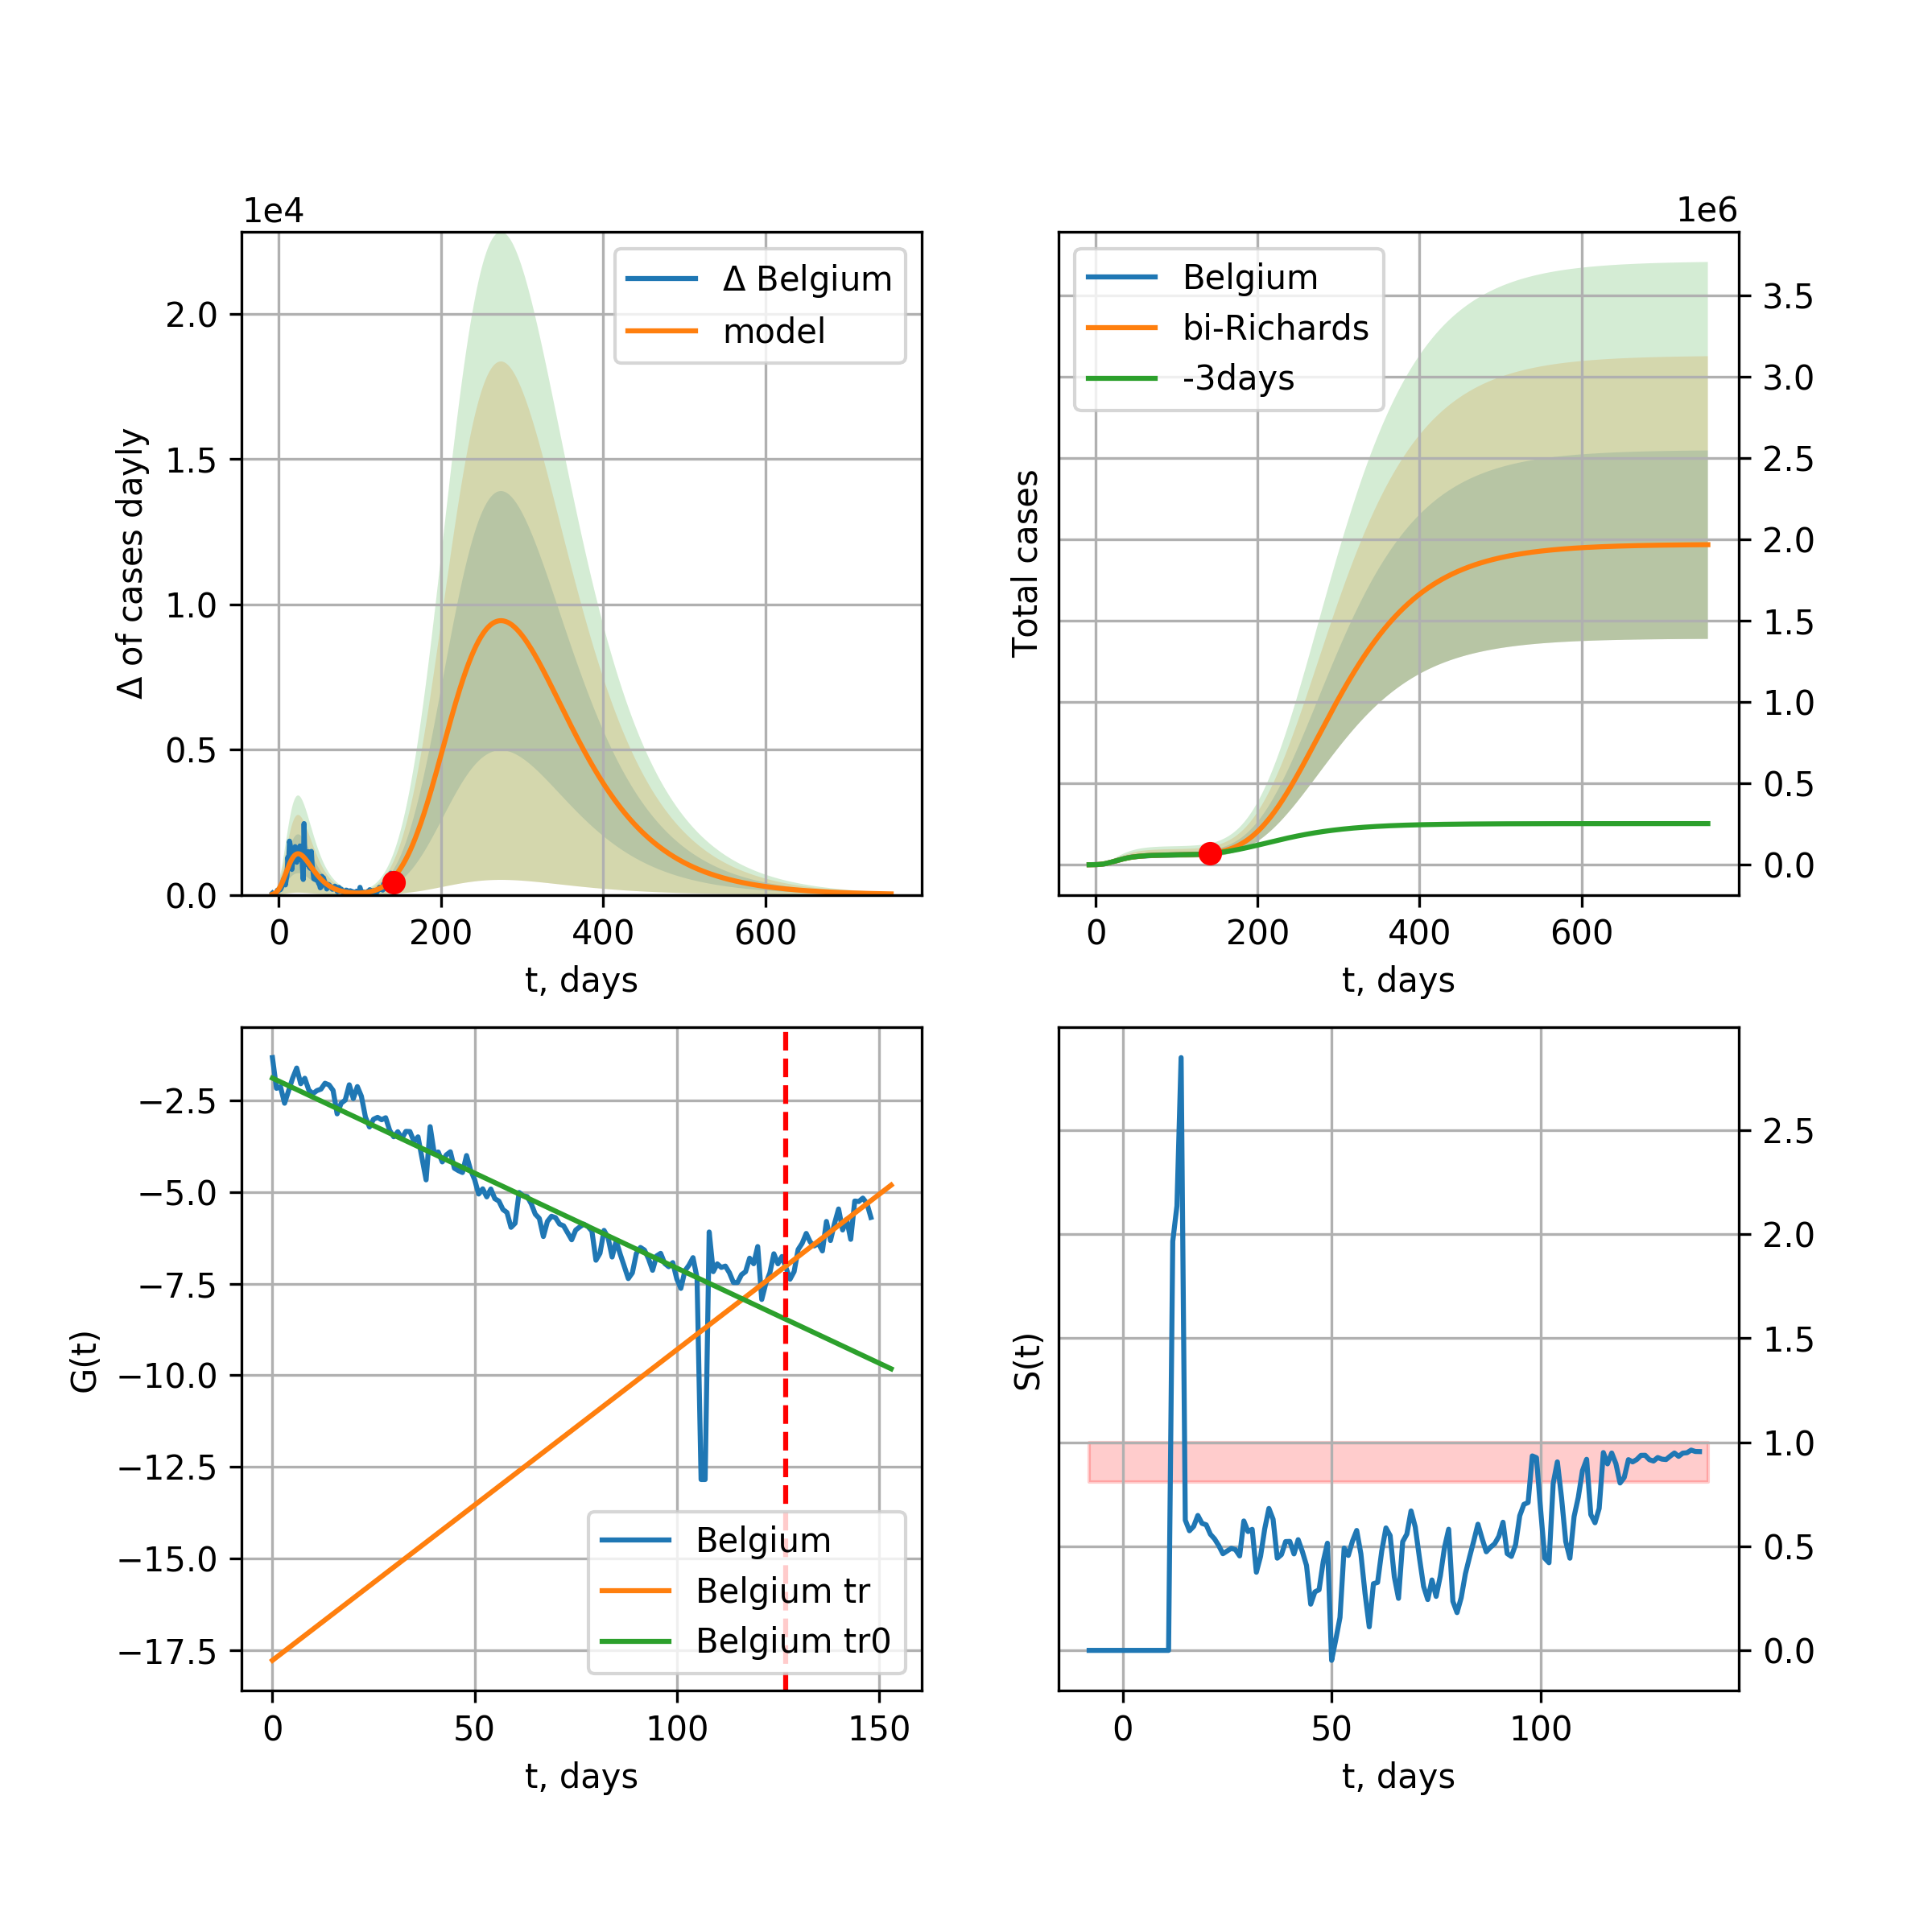 1e4
Δ of cases dayly
2.0
1.5
1.0
0.5
0.0
0 200 400 600
t, days
Δ Belgium
model
1e6
Total cases
3.5
3.0
2.5
2.0
1.5
1.0
0.5
0.0
0 200 400 600
t, days
Belgium
bi-Richards
-3days
G(t)
−2.5
−5.0
−7.5
−10.0
−12.5
−15.0
−17.5
0 50 100 150
t, days
Belgium
Belgium tr
Belgium tr0
S(t)
2.5
2.0
1.5
1.0
0.5
0.0
0 50 100
t, days